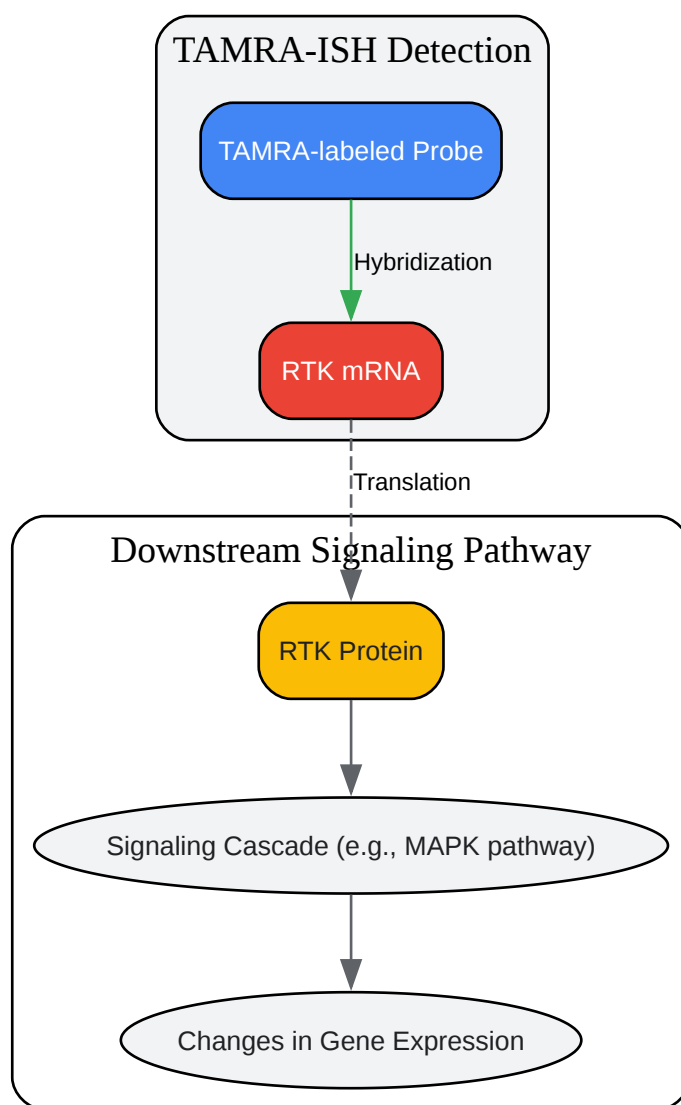 TAMRA-ISH Detection
TAMRA-labeled Probe
Hybridization
RTK mRNA
Translation
Downstream Signaling Pathway
RTK Protein
Signaling Cascade (e.g., MAPK pathway)
Changes in Gene Expression